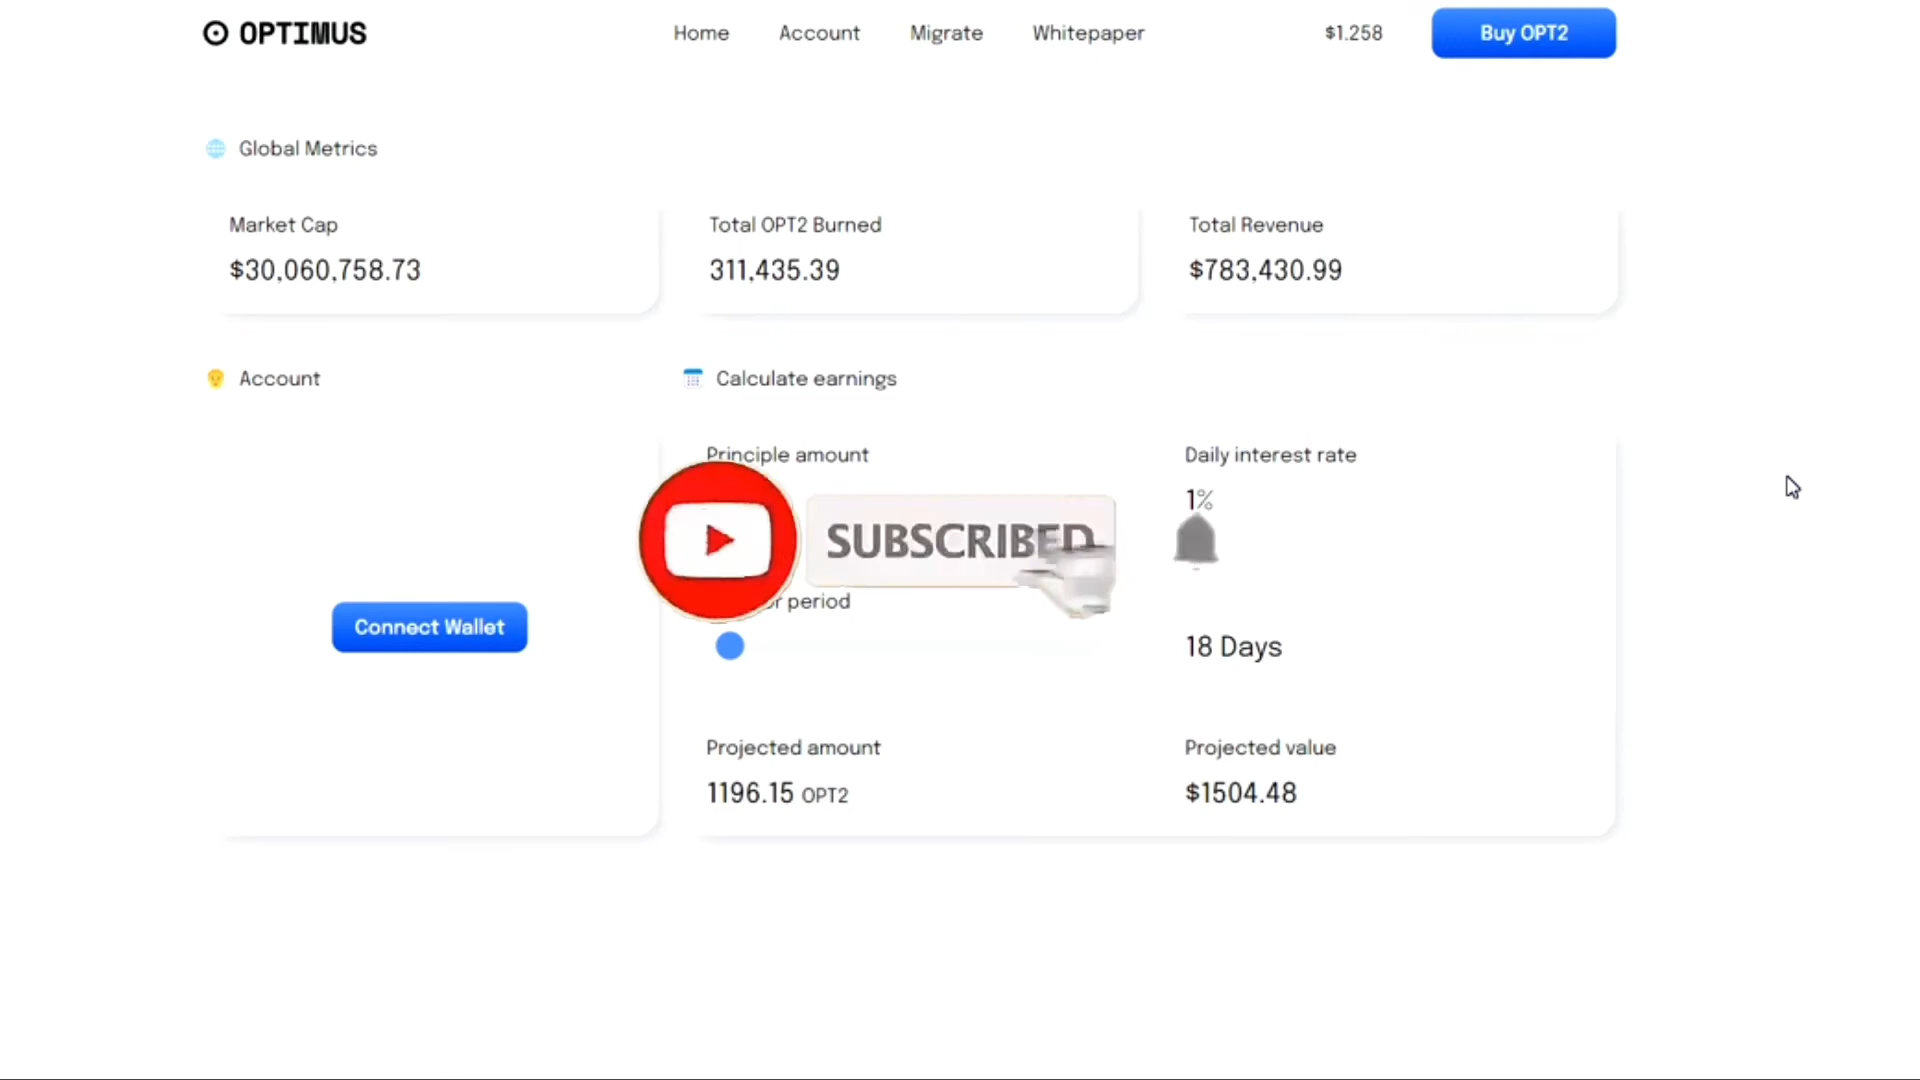 OPTIMUS
Home Account Migrate Whitepaper $1.258 Buy OPT2
Global Metrics
Market Cap Total OPT2 Burned Total Revenue
$30,060,758.73 311,435.39 $783,430.99
Account Calculate earnings
Principle amount Daily interest rate
1%
SUBSCRIBED
period
Connect Wallet 18 Days
Projected amount Projected value
1196.15 OPT2 $1504.48